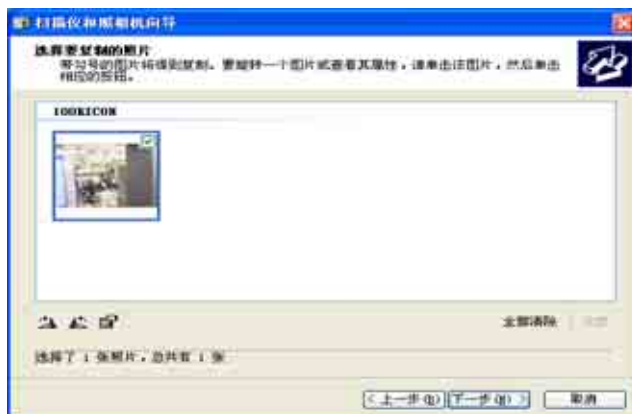 扫描仪和照相机向导
选择要复制的照片
带勾号的图片将得到复制。要旋转一个图片或查看其属性，请单击该图片，然后单击
相应的按钮。
全部清除
选择了 1 张照片，总共有 1 张
< 上一步(B)
下一步(N) >
取消